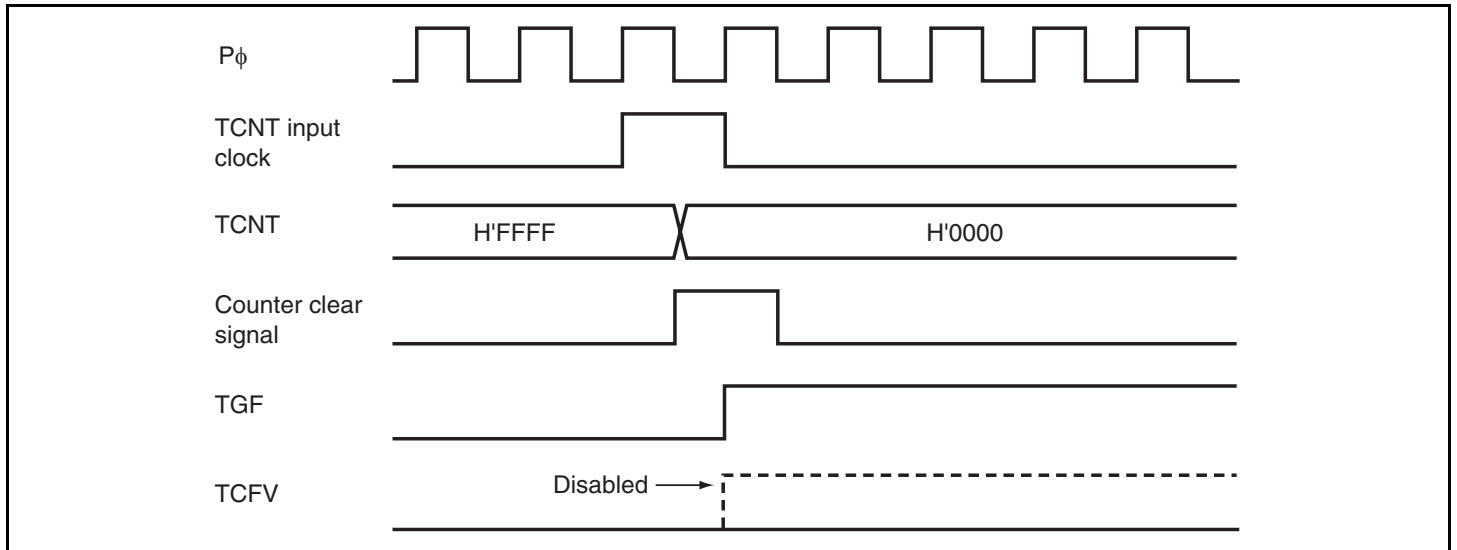 Pϕ
TCNT input
clock
TCNT
H'FFFF
H'0000
Counter clear
signal
TGF
TCFV
Disabled